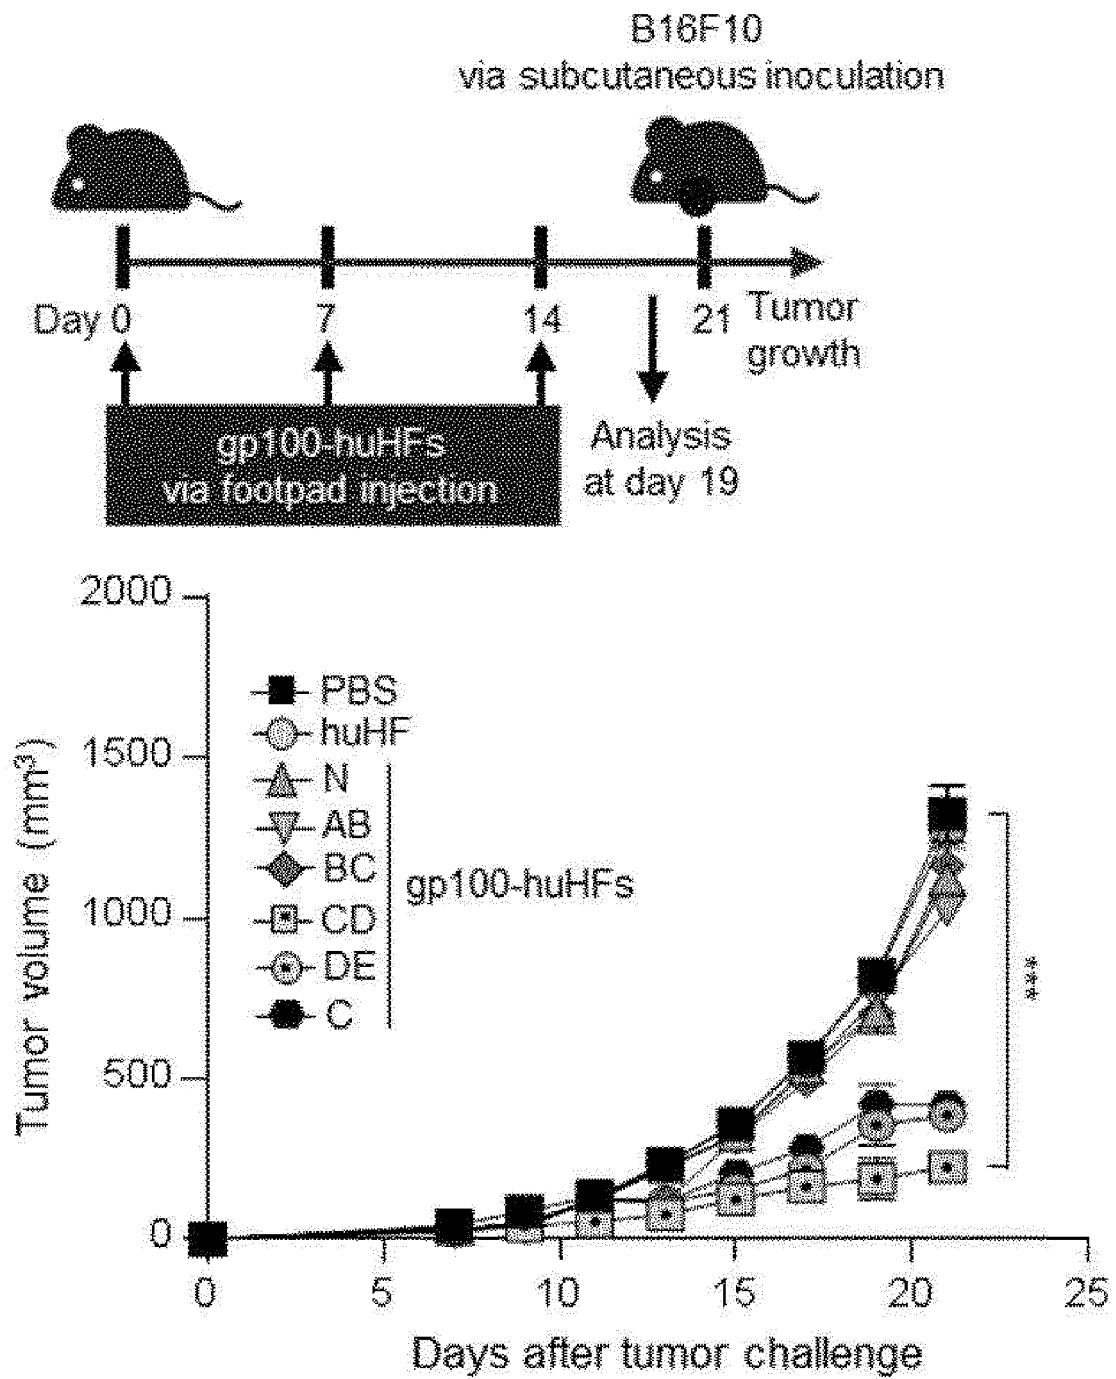 B16F10
via subcutaneous inoculation
Day 0 7 14 21 Tumor
growth
gp100-huHFs
via footpad injection
Analysis
at day 19
2000
1500
1000
500
0
Tumor volume (mm³)
PBS
huHF
N
AB
BC
CD
DE
C
gp100-huHFs
***
0 5 10 15 20 25
Days after tumor challenge